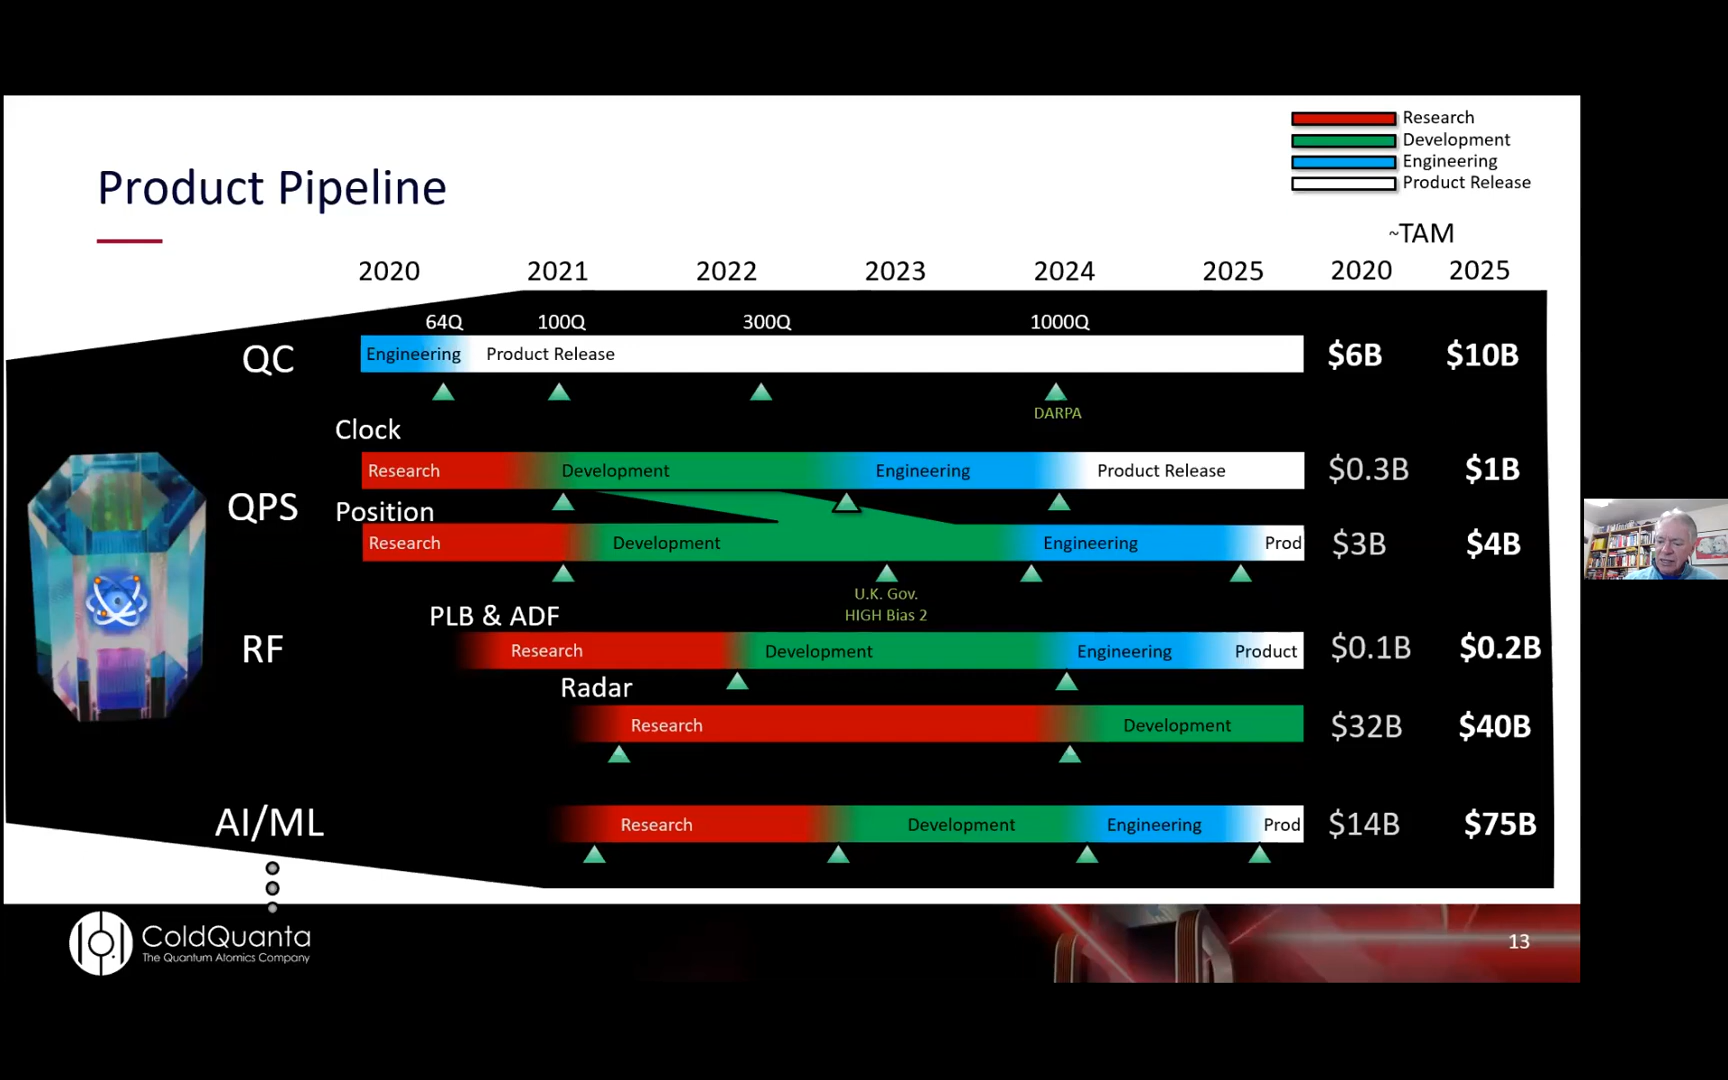 Research
Development
Engineering
Product Release
Product Pipeline
~TAM
2020 2021 2022 2023 2024 2025 2020 2025
64Q 100Q 300Q 1000Q
QC Engineering Product Release $6B $10B
DARPA
Clock
Research Development Engineering Product Release $0.3B $1B
QPS Position
Research Development Engineering Prod $3B $4B
U.K. Gov.
HIGH Bias 2
PLB & ADF
RF Research Development Engineering Product $0.1B $0.2B
Radar
Research Development $32B $40B
AI/ML Research Development Engineering Prod $14B $75B
ColdQuanta
The Quantum Atomics Company
13